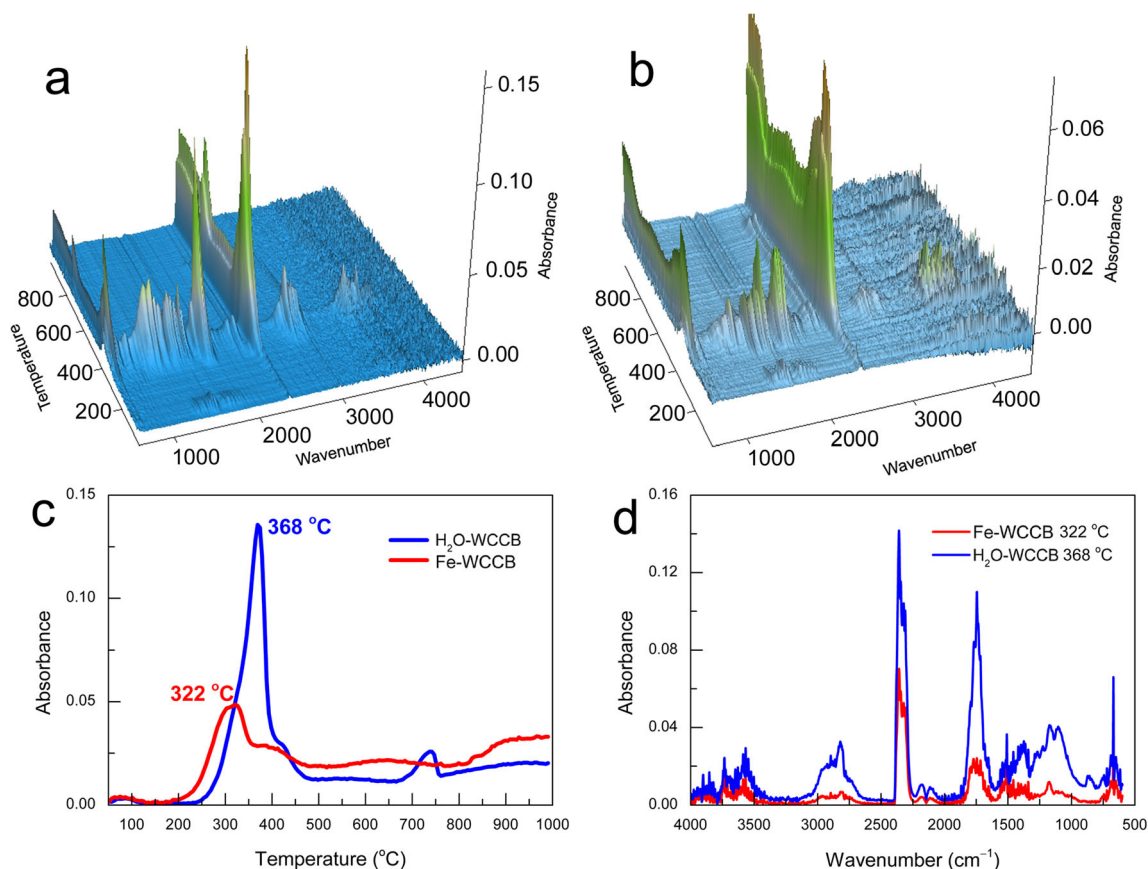 a
0.15
0.10
0.05
0.00
Absorbance
800
600
400
200
Temperature
1000
2000
3000
4000
Wavenumber
b
0.06
0.04
0.02
0.00
Absorbance
800
600
400
200
Temperature
1000
2000
3000
4000
Wavenumber
c
368 °C
322 °C
H₂O-WCCB
Fe-WCCB
0.15
0.10
0.05
0.00
Absorbance
100 200 300 400 500 600 700 800 900 1000
Temperature (°C)
d
Fe-WCCB 322 °C
H₂O-WCCB 368 °C
0.16
0.12
0.08
0.04
0.00
Absorbance
4000 3500 3000 2500 2000 1500 1000 500
Wavenumber (cm⁻¹)